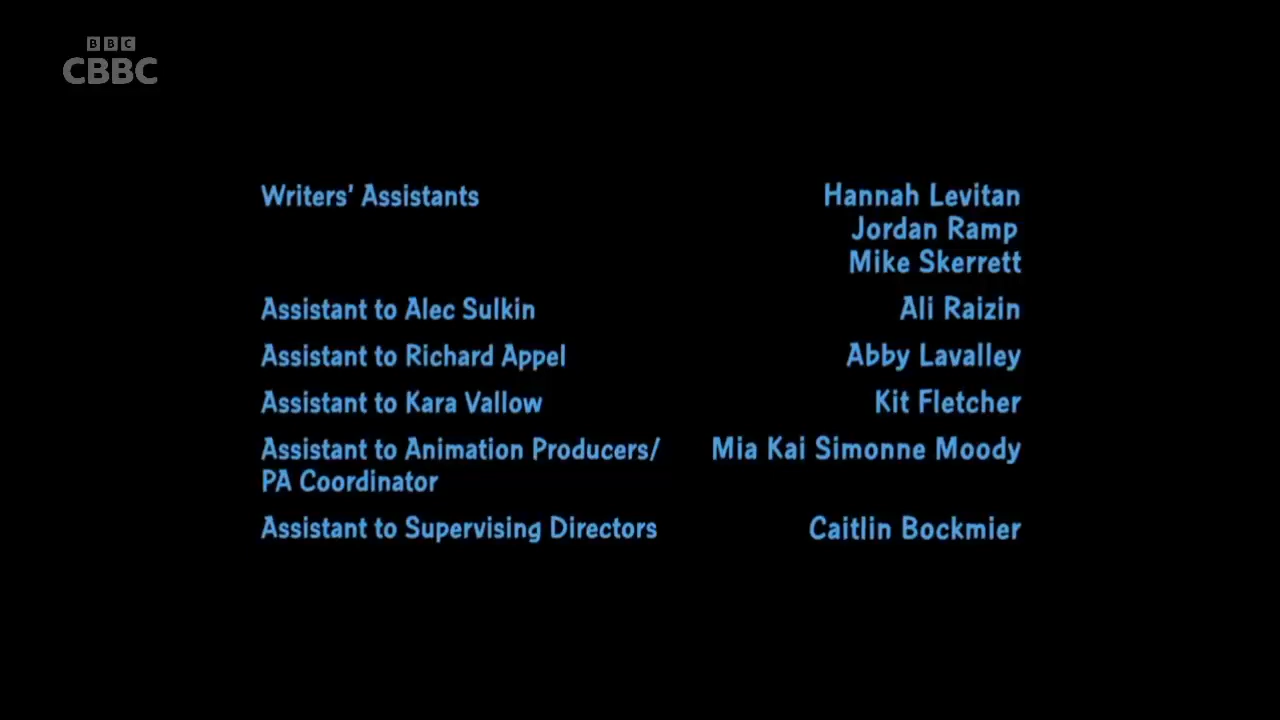 BBC
CBBC
Writers' Assistants Hannah Levitan
Jordan Ramp
Mike Skerrett
Assistant to Alec Sulkin Ali Raizin
Assistant to Richard Appel Abby Lavalley
Assistant to Kara Vallow Kit Fletcher
Assistant to Animation Producers/ Mia Kai Simonne Moody
PA Coordinator
Assistant to Supervising Directors Caitlin Bockmier